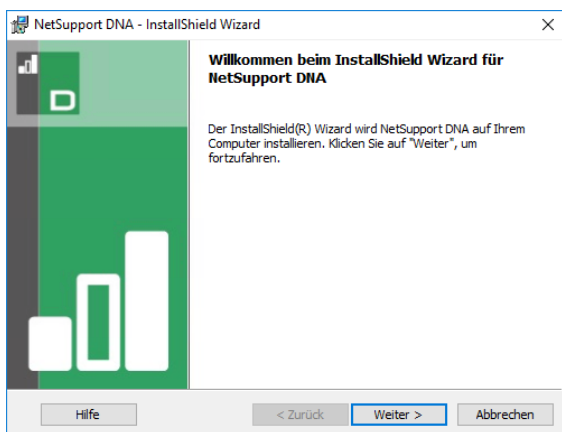 NetSupport DNA - InstallShield Wizard
D
Willkommen beim InstallShield Wizard für
NetSupport DNA
Der InstallShield(R) Wizard wird NetSupport DNA auf Ihrem
Computer installieren. Klicken Sie auf "Weiter", um
fortzufahren.
Hilfe
< Zurück
Weiter >
Abbrechen